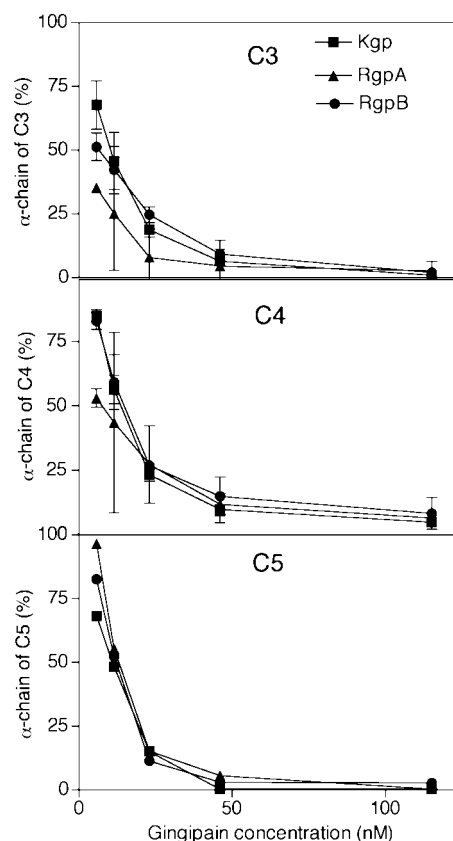 100
75
50
25
0
α-chain of C3 (%)
C3
Kgp
RgpA
RgpB
75
50
25
100
α-chain of C4 (%)
C4
75
50
25
0
α-chain of C5 (%)
C5
0 50 100
Gingipain concentration (nM)